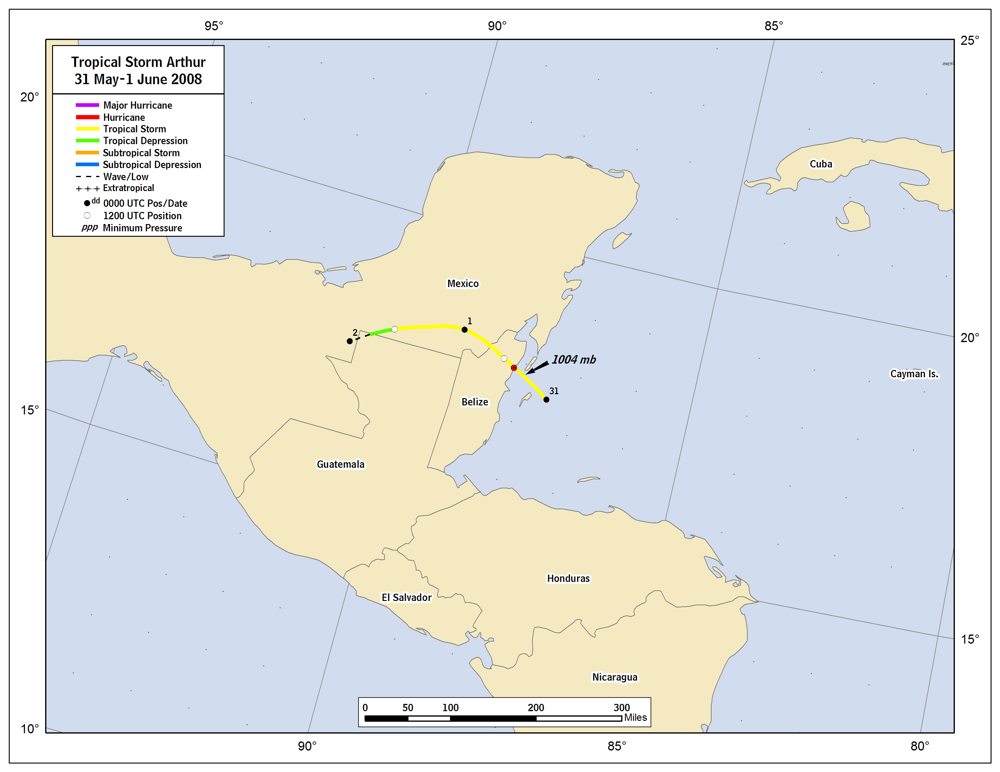 95°
90°
85°
25°
Tropical Storm Arthur
31 May-1 June 2008
20°
Major Hurricane
Hurricane
Tropical Storm
Tropical Depression
Subtropical Storm
Subtropical Depression
Wave/Low
+++ Extratropical
dd 0000 UTC Pos/Date
1200 UTC Position
ppp Minimum Pressure
Cuba
Mexico
1
2
20°
1004 mb
Cayman Is.
31
Belize
15°
Guatemala
Honduras
El Salvador
15°
Nicaragua
0 50 100 200 300
Miles
10°
90°
85°
80°